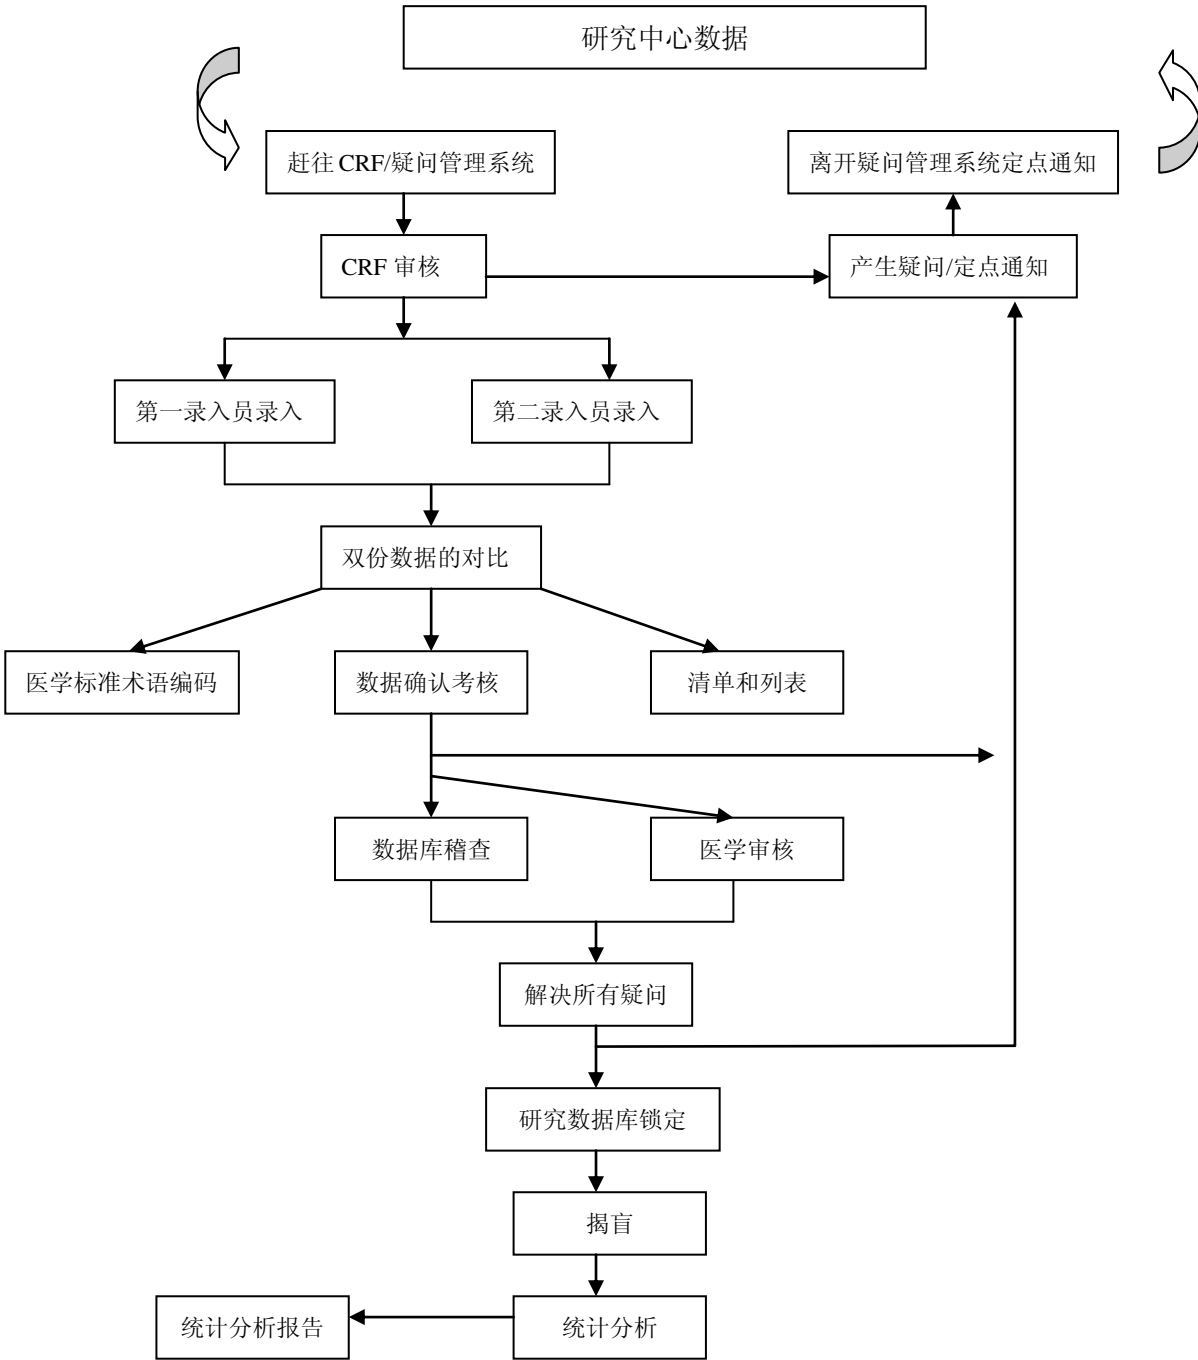 研究中心数据
赶往 CRF/疑问管理系统
离开疑问管理系统定点通知
CRF 审核
产生疑问/定点通知
第一录入员录入
第二录入员录入
双份数据的对比
医学标准术语编码
数据确认考核
清单和列表
数据库稽查
医学审核
解决所有疑问
研究数据库锁定
揭盲
统计分析报告
统计分析